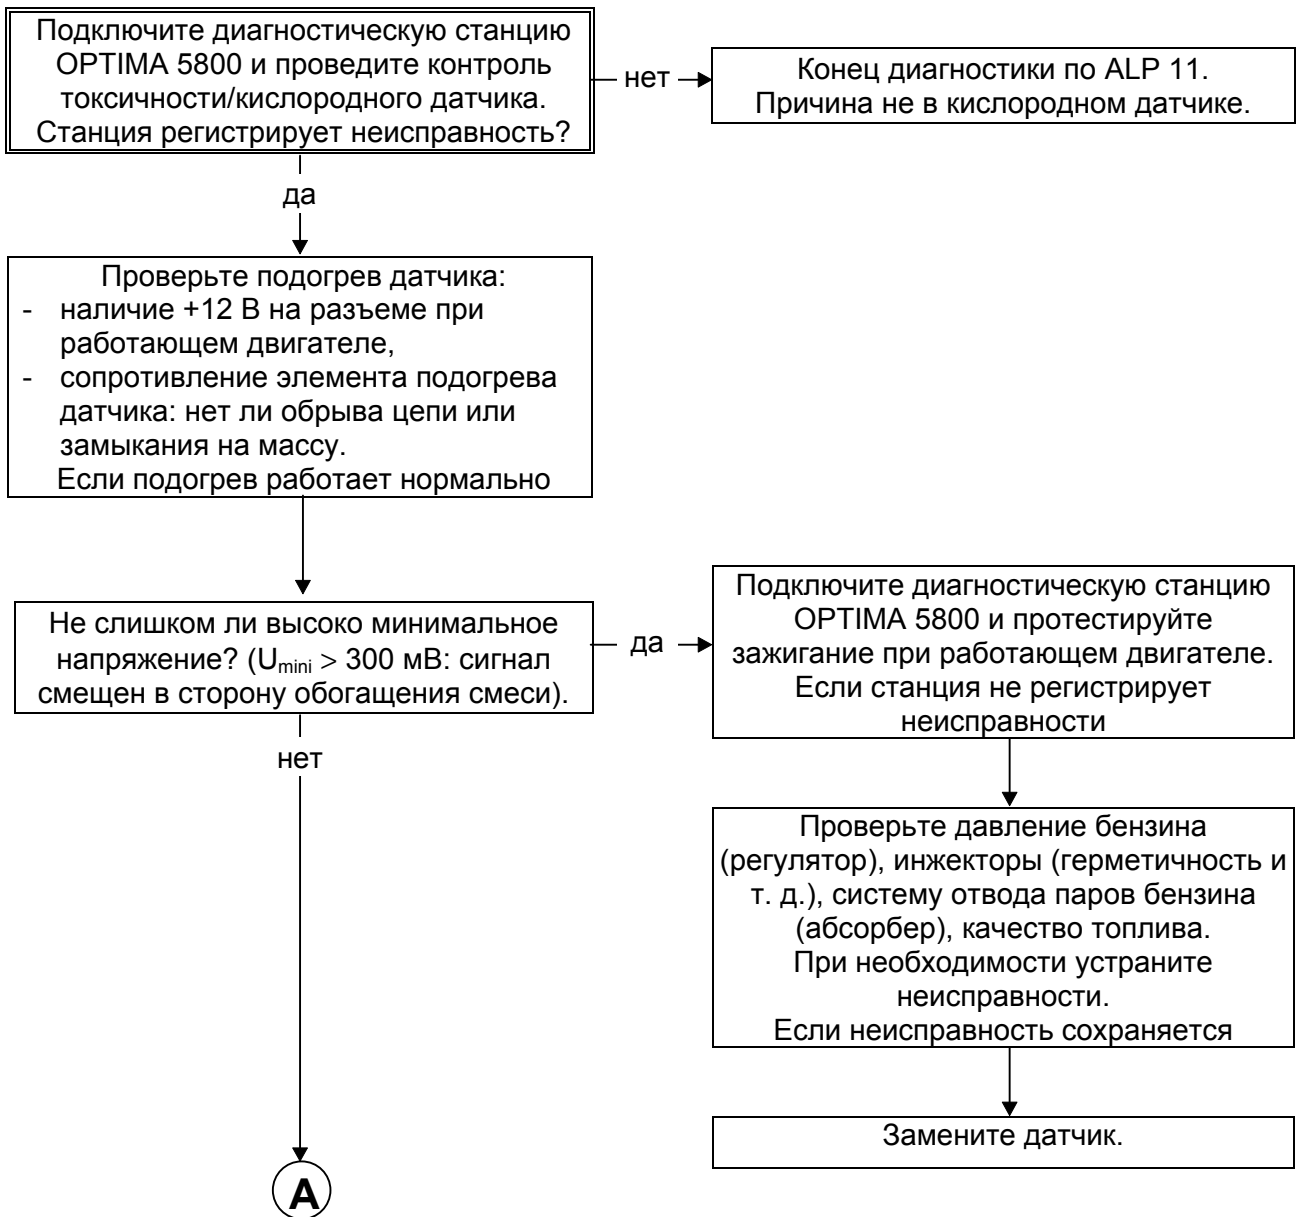 Подключите диагностическую станцию
OPTIMA 5800 и проведите контроль
токсичности/кислородного датчика.
Станция регистрирует неисправность?
нет
Конец диагностики по ALP 11.
Причина не в кислородном датчике.
да
Проверьте подогрев датчика:
- наличие +12 В на разъеме при
работающем двигателе,
- сопротивление элемента подогрева
датчика: нет ли обрыва цепи или
замыкания на массу.
Если подогрев работает нормально
Не слишком ли высоко минимальное
напряжение? (Umini > 300 мВ: сигнал
смещен в сторону обогащения смеси).
да
Подключите диагностическую станцию
OPTIMA 5800 и протестируйте
зажигание при работающем двигателе.
Если станция не регистрирует
неисправности
нет
Проверьте давление бензина
(регулятор), инжекторы (герметичность и
т. д.), систему отвода паров бензина
(абсорбер), качество топлива.
При необходимости устраните
неисправности.
Если неисправность сохраняется
Замените датчик.
А